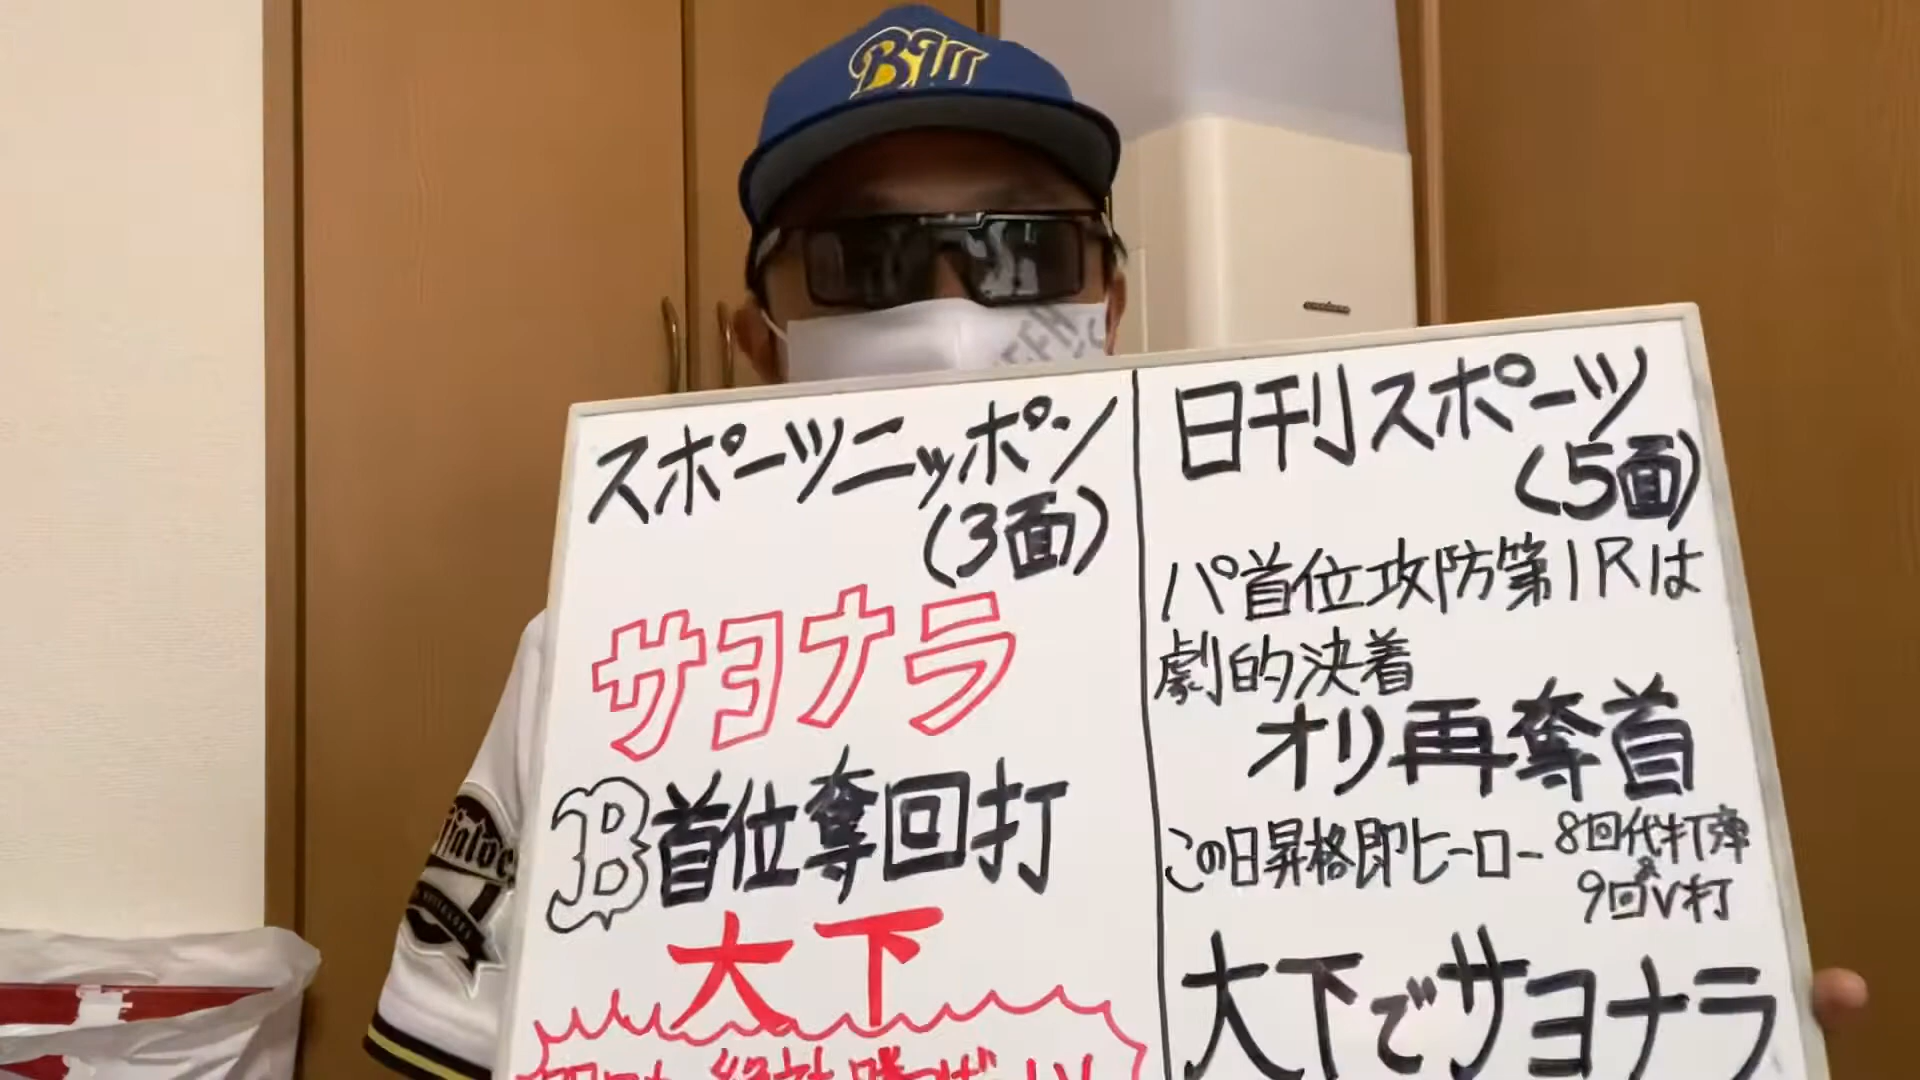 BW
スポーツニッポン
(3面)
サヨナラ
B首位奪回打
大下
日刊スポーツ
(5面)
パ首位攻防第1Rは
劇的決着
オリ再奪首
この日昇格即ヒーロー
8回代打弾
&
9回V打
大下でサヨナラ